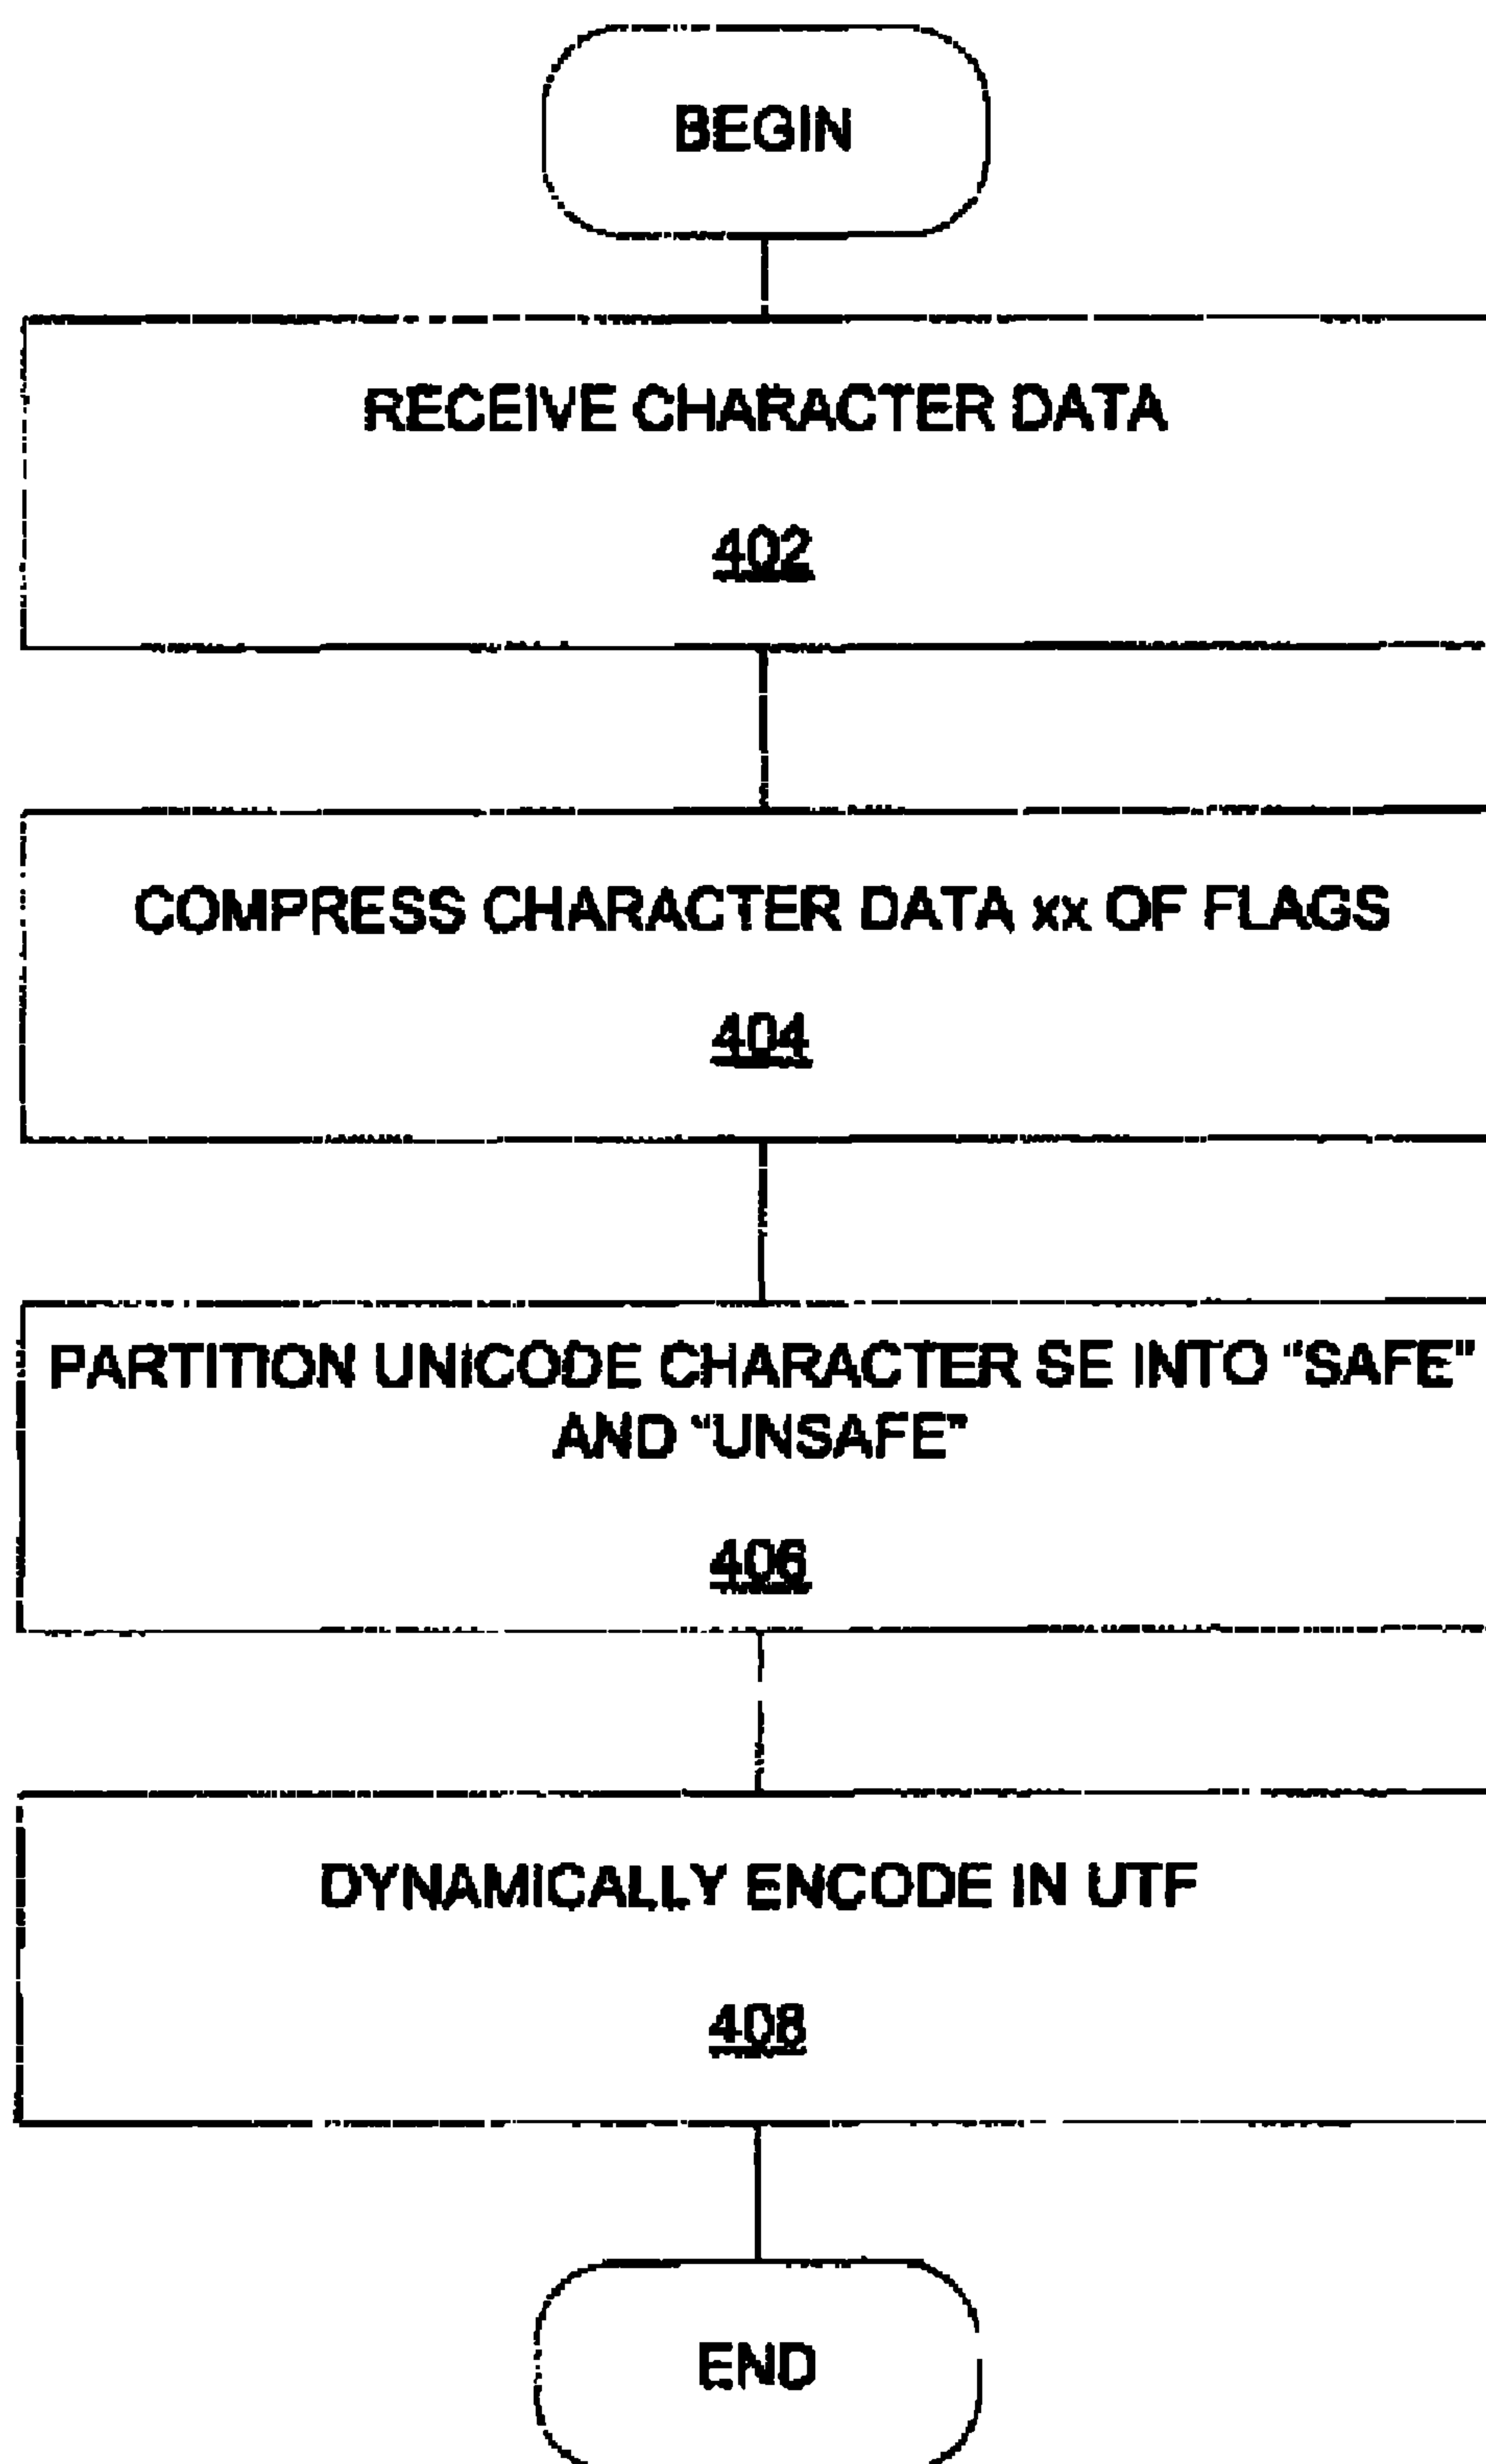 BEGIN
RECEIVE CHARACTER DATA
402
COMPRESS CHARACTER DATA xx OF FLAGS
404
PARTITION UNICODE CHARACTER SE INTO "SAFE"
AND "UNSAFE"
406
DYNAMICALLY ENCODE IN UTF
408
END